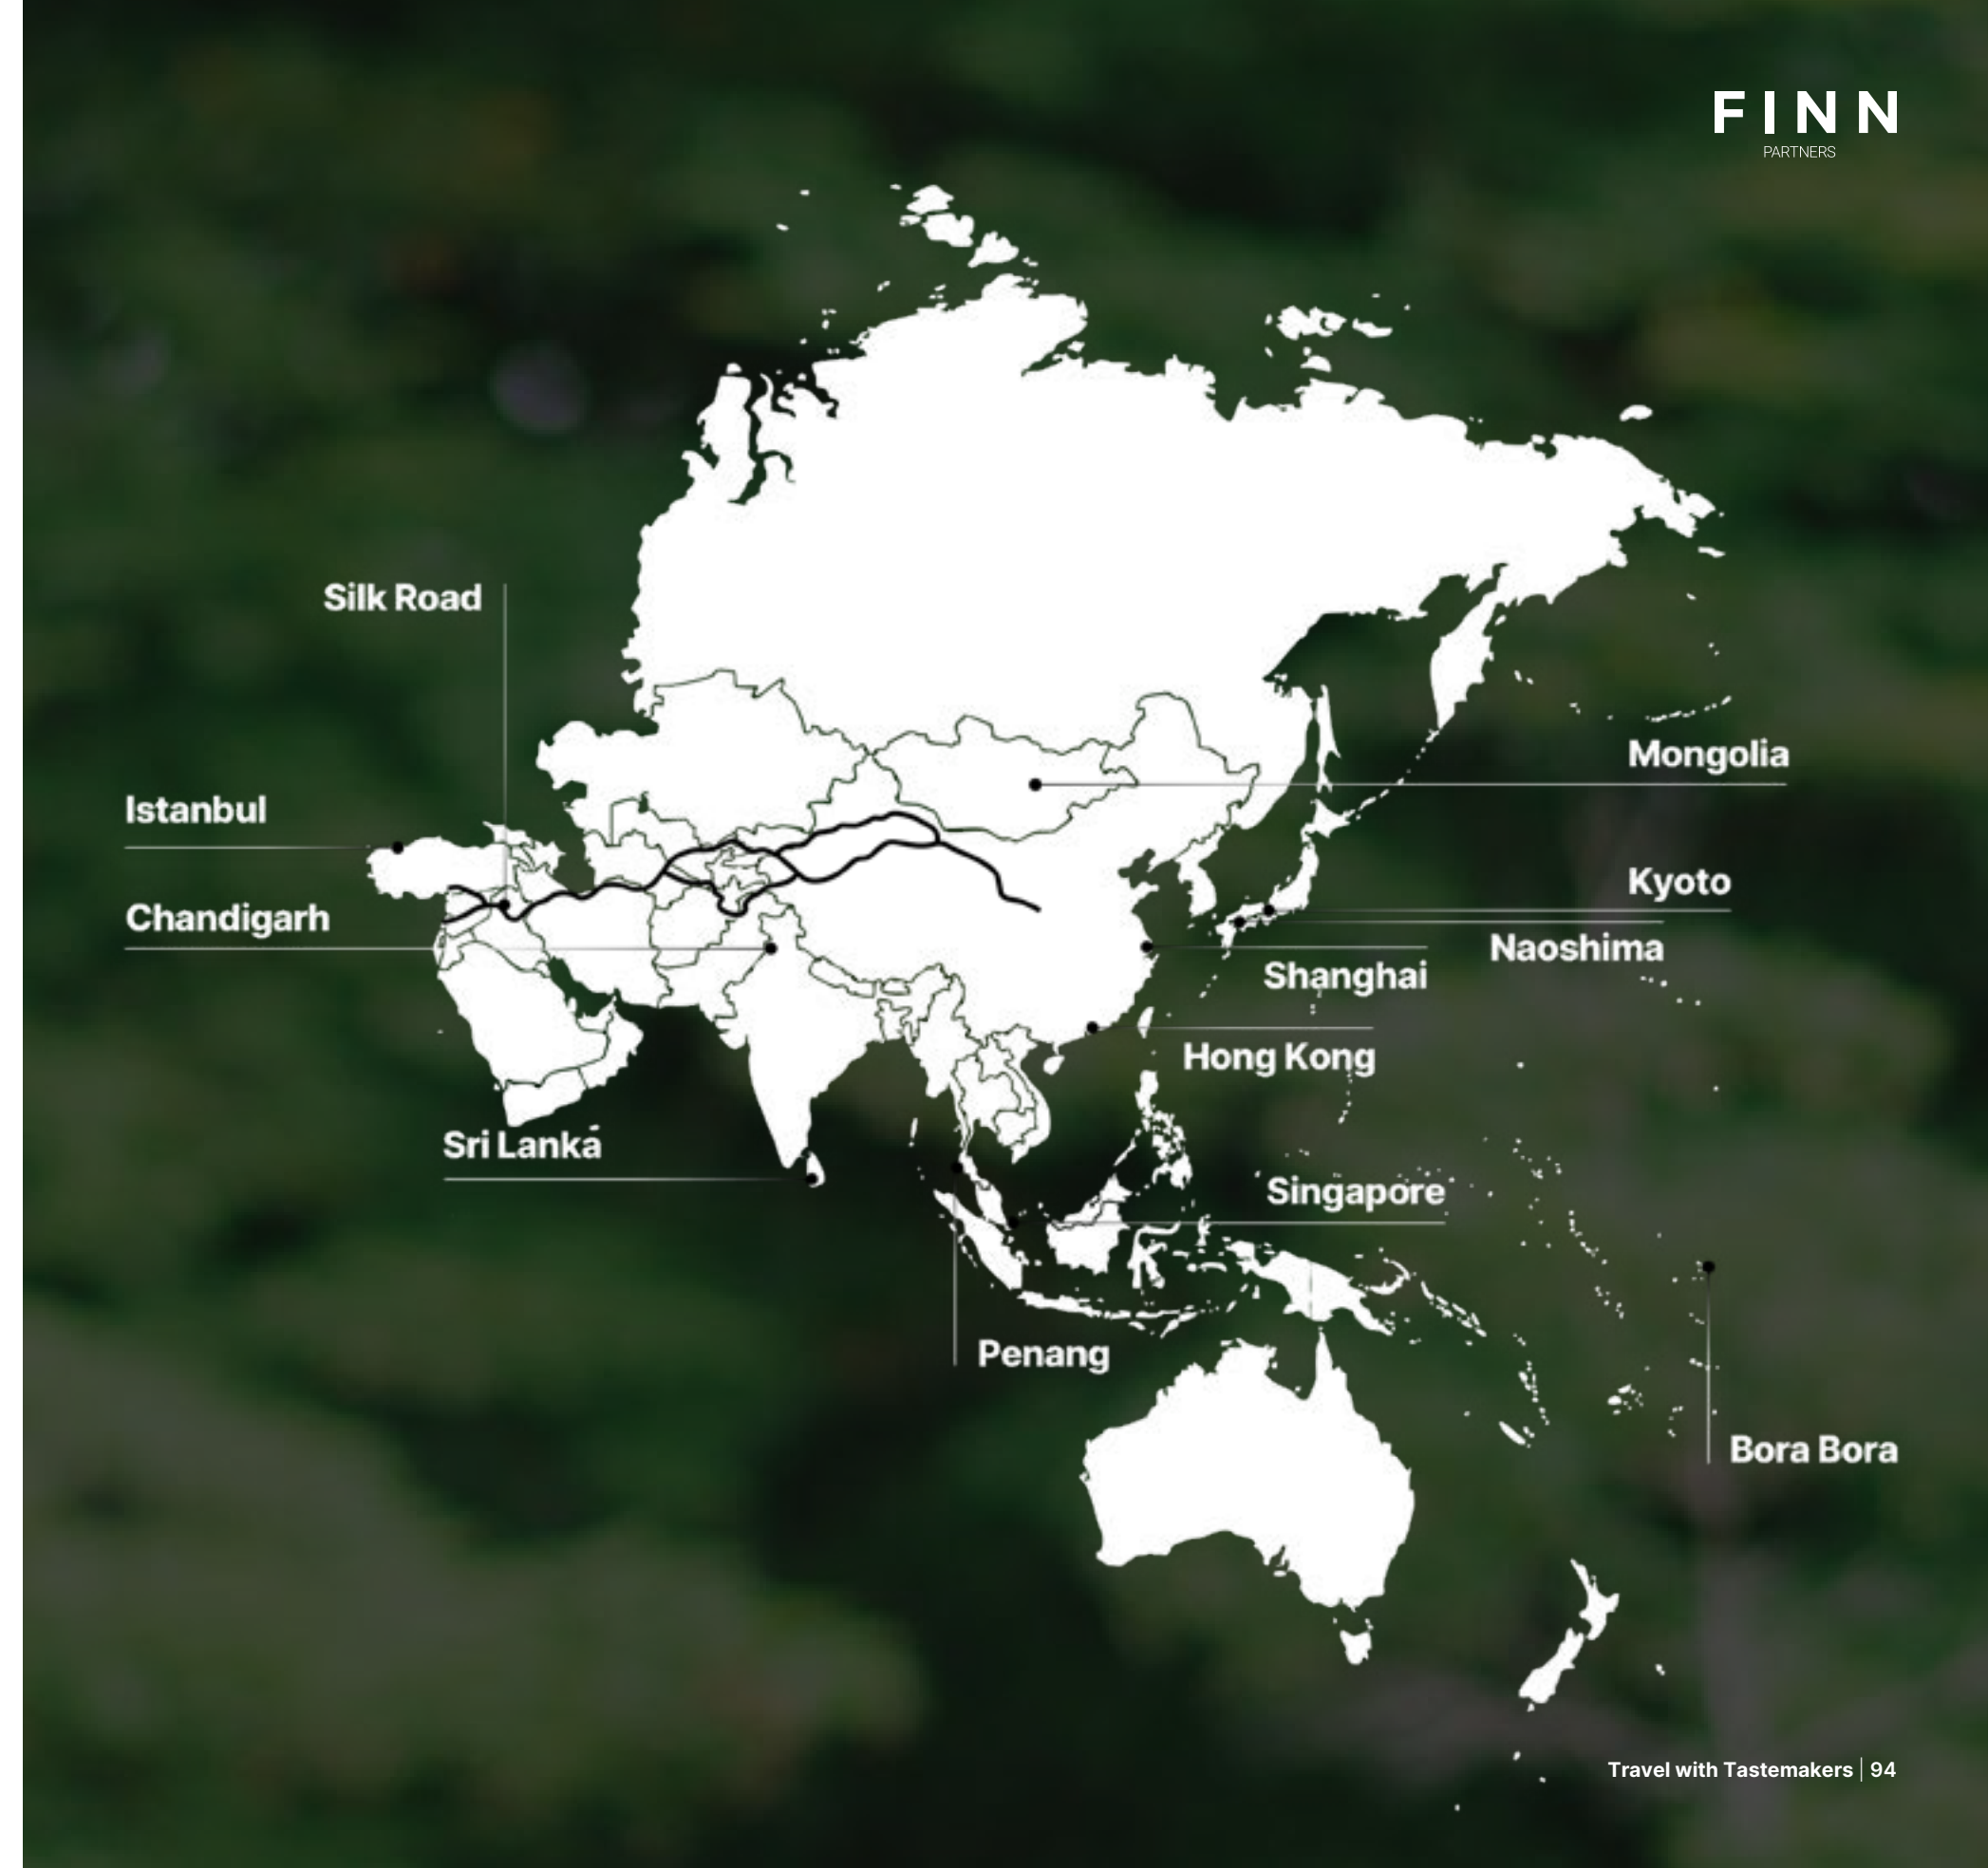 FINN
PARTNERS
Silk Road
Mongolia
Istanbul
Kyoto
Chandigarh
Naoshima
Shanghai
Hong Kong
Sri Lanka
Singapore
Penang
Bora Bora
Travel with Tastemakers | 94